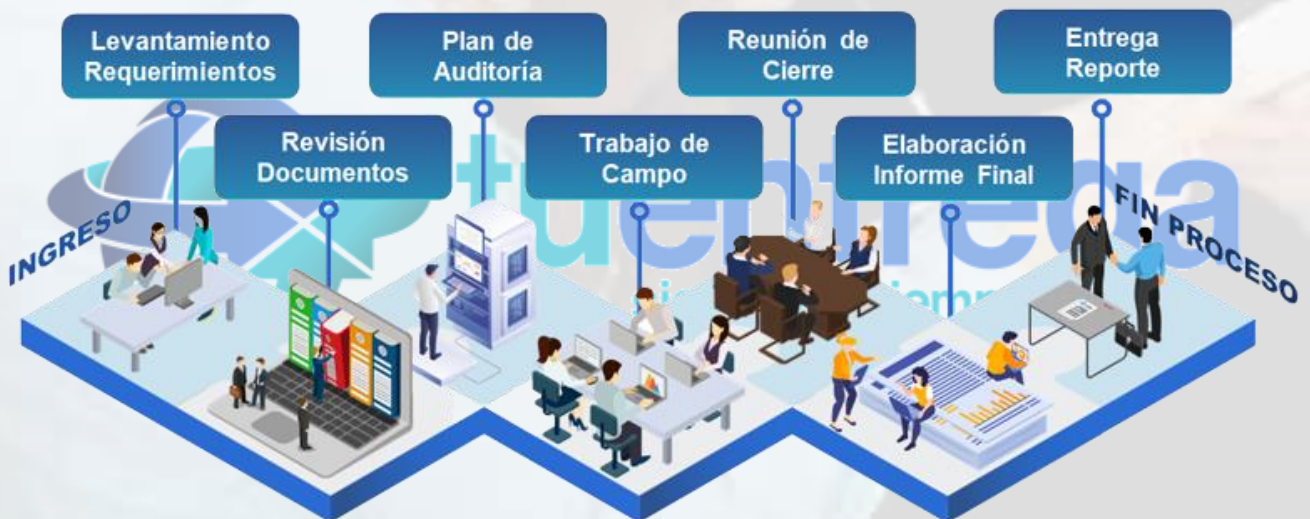 Levantamiento
Requerimientos
Revisión
Documentos
Plan de
Auditoría
Trabajo de
Campo
Reunión de
Cierre
Elaboración
Informe Final
Entrega
Reporte
INGRESO
FIN PROCESO
tuentrega